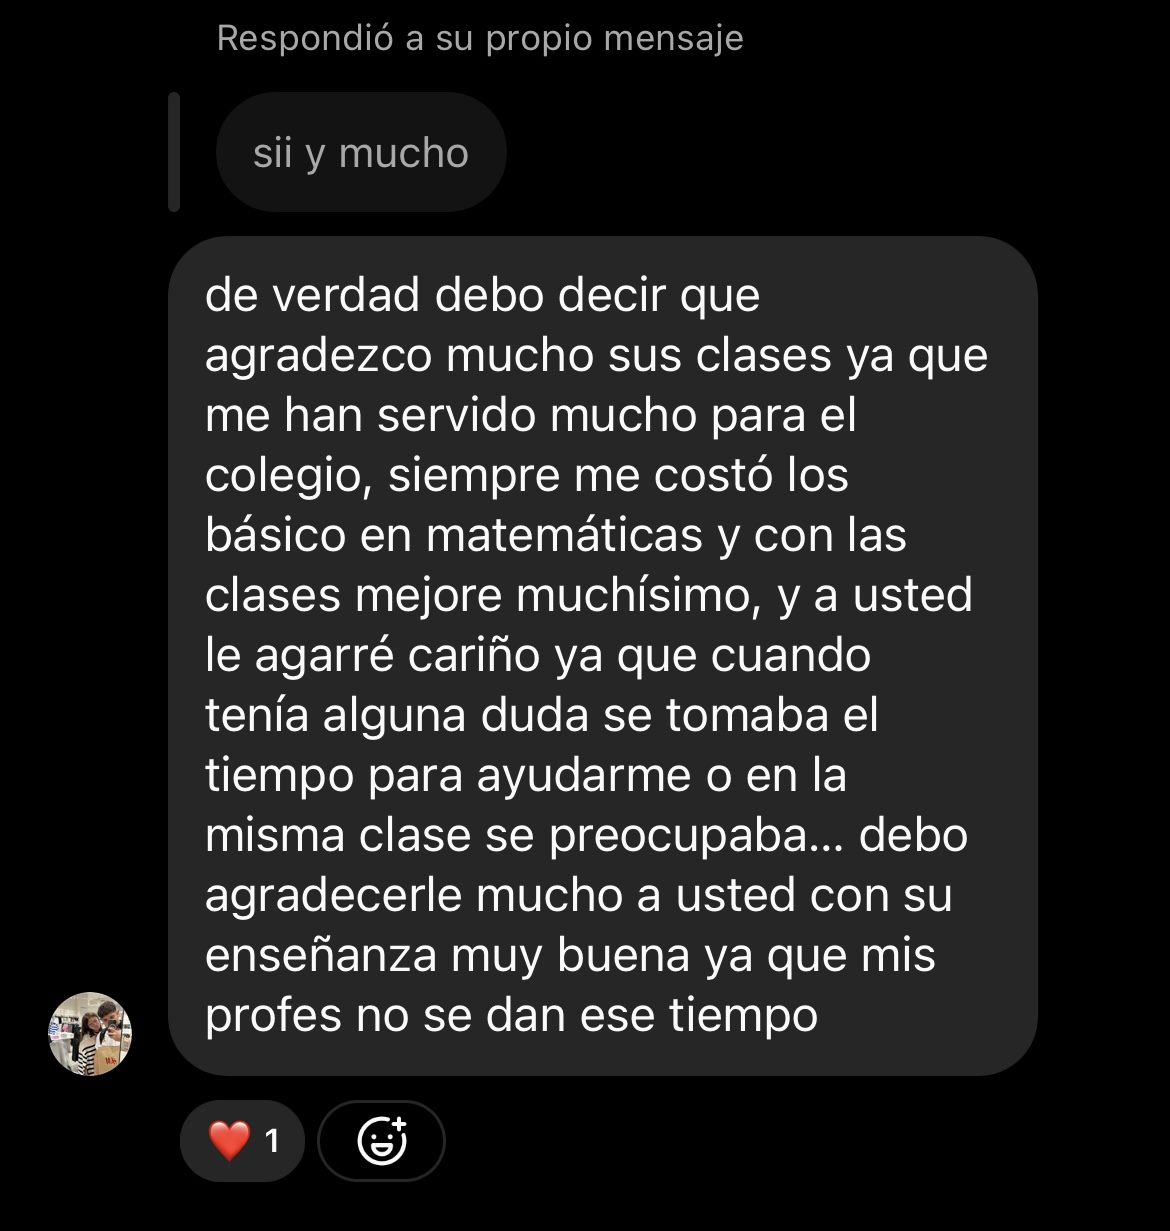 Respondió a su propio mensaje
sii y mucho
de verdad debo decir que
agradezco mucho sus clases ya que
me han servido mucho para el
colegio, siempre me costó los
básico en matemáticas y con las
clases mejore muchísimo, y a usted
le agarré cariño ya que cuando
tenía alguna duda se tomaba el
tiempo para ayudarme o en la
misma clase se preocupaba... debo
agradecerle mucho a usted con su
enseñanza muy buena ya que mis
profes no se dan ese tiempo
❤️ 1